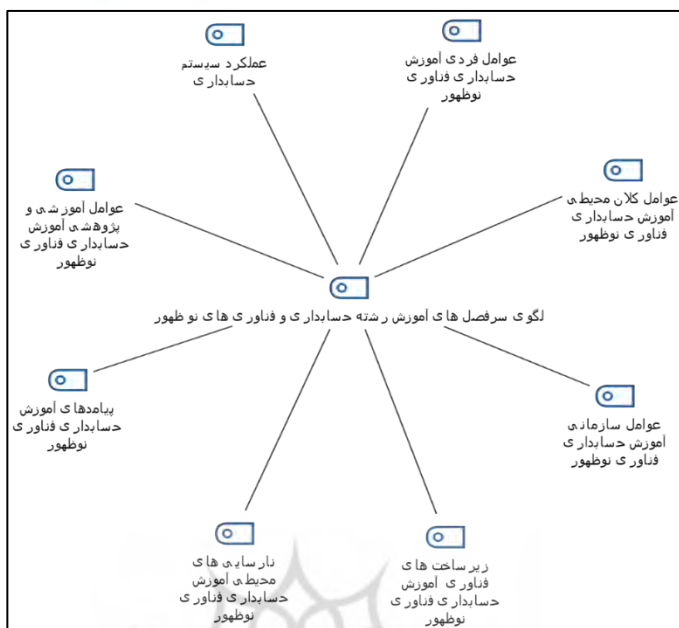 عملکرد سیستم
حسابداری
عوامل فردی آموزش
حسابداری فناوری
نوظهور
عوامل کلان محیطی
آموزش حسابداری
فناوری نوظهور
عوامل آموزشی و
پژوهشی آموزش
حسابداری فناوری
نوظهور
لگوی سرفصل های آموزش رشته حسابداری و فناوری های نوظهور
پیامدهای آموزش
حسابداری فناوری
نوظهور
عوامل سازمانی
آموزش حسابداری
فناوری نوظهور
نارسایی های
محیطی آموزش
حسابداری فناوری
نوظهور
زیرساخت های
فناوری آموزش
حسابداری فناوری
نوظهور